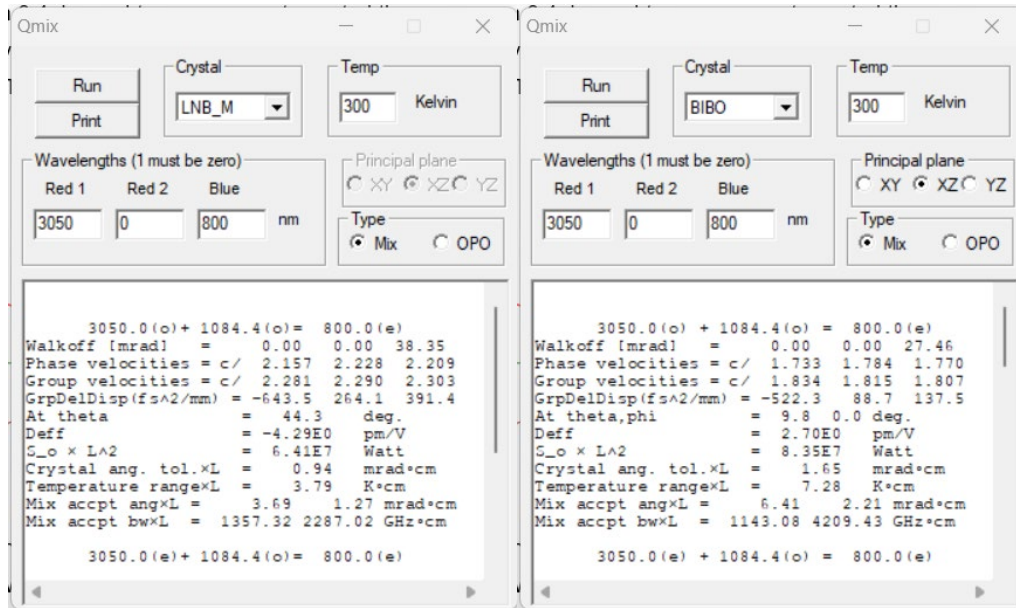 Qmix
Run
Print
Crystal
LNB_M
Temp
300 Kelvin
Wavelengths (1 must be zero)
Red 1 Red 2 Blue
3050 0 800 nm
Principal plane
XY XZ YZ
Type
Mix OPO
3050.0(o)+ 1084.4(o)= 800.0(e)
Walkoff [mrad] = 0.00 0.00 38.35
Phase velocities = c/ 2.157 2.228 2.209
Group velocities = c/ 2.281 2.290 2.303
GrpDelDisp(fs^2/mm) = -643.5 264.1 391.4
At theta = 44.3 deg.
Deff = -4.29E0 pm/V
S_o × L^2 = 6.41E7 Watt
Crystal ang. tol.×L = 0.94 mrad∘cm
Temperature range×L = 3.79 K∘cm
Mix accpt ang×L = 3.69 1.27 mrad∘cm
Mix accpt bw×L = 1357.32 2287.02 GHz∘cm
3050.0(e)+ 1084.4(o)= 800.0(e)
Qmix
Run
Print
Crystal
BIBO
Temp
300 Kelvin
Wavelengths (1 must be zero)
Red 1 Red 2 Blue
3050 0 800 nm
Principal plane
XY XZ YZ
Type
Mix OPO
3050.0(o) + 1084.4(o) = 800.0(e)
Walkoff [mrad] = 0.00 0.00 27.46
Phase velocities = c/ 1.733 1.784 1.770
Group velocities = c/ 1.834 1.815 1.807
GrpDelDisp(fs^2/mm) = -522.3 88.7 137.5
At theta,phi = 9.8 0.0 deg.
Deff = 2.70E0 pm/V
S_o × L^2 = 8.35E7 Watt
Crystal ang. tol.×L = 1.65 mrad∘cm
Temperature range×L = 7.28 K∘cm
Mix accpt ang×L = 6.41 2.21 mrad∘cm
Mix accpt bw×L = 1143.08 4209.43 GHz∘cm
3050.0(e) + 1084.4(o) = 800.0(e)